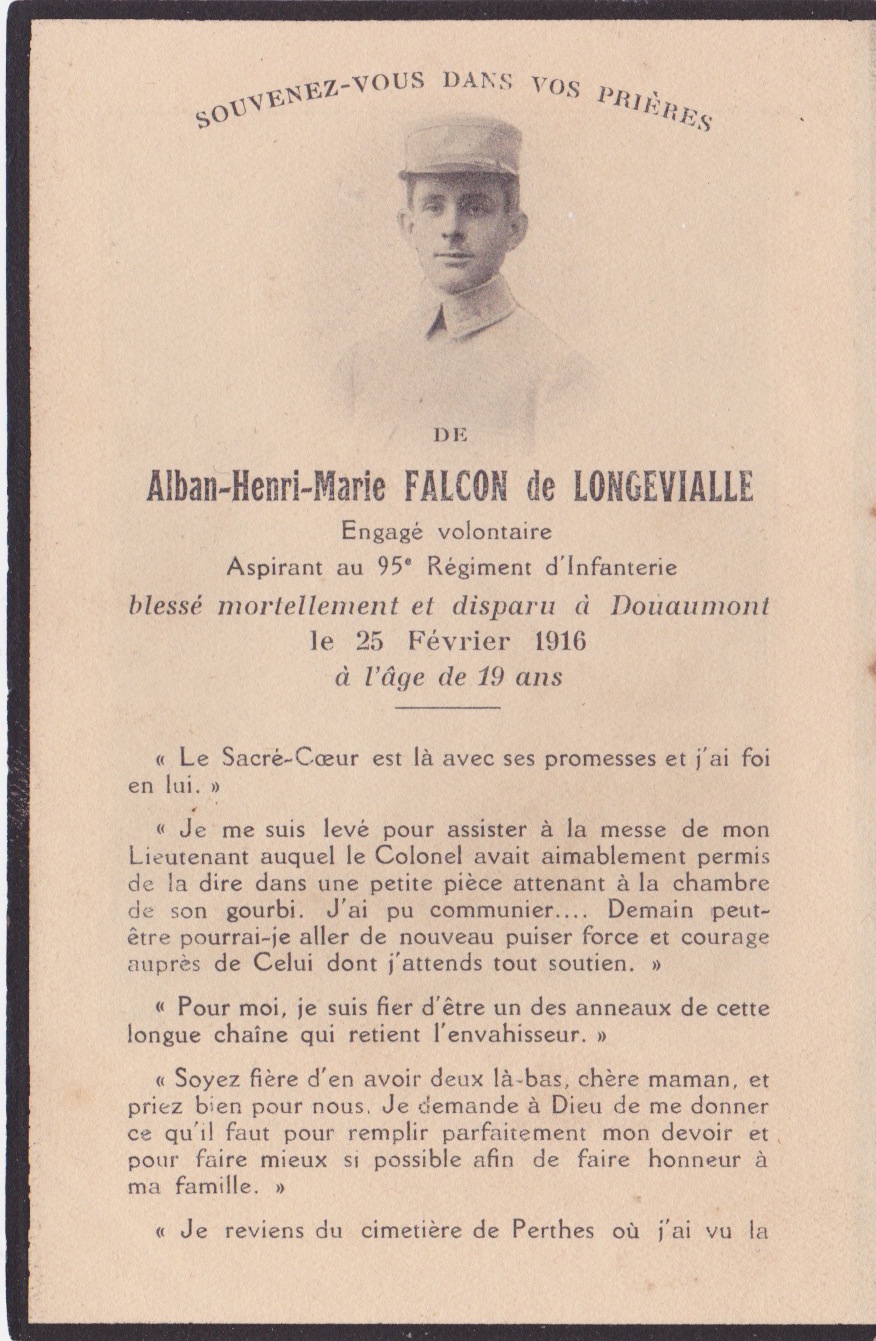 SOUVENEZ-VOUS DANS VOS PRIÈRES
DE
Alban-Henri-Marie FALCON de LONGEVIALLE
Engagé volontaire
Aspirant au 95e Régiment d'Infanterie
blessé mortellement et disparu à Douaumont
le 25 Février 1916
à l'âge de 19 ans
« Le Sacré-Cœur est là avec ses promesses et j'ai foi
en lui. »
« Je me suis levé pour assister à la messe de mon
Lieutenant auquel le Colonel avait aimablement permis
de la dire dans une petite pièce attenant à la chambre
de son gourbi. J'ai pu communier.... Demain peut-
être pourrai-je aller de nouveau puiser force et courage
auprès de Celui dont j'attends tout soutien. »
« Pour moi, je suis fier d'être un des anneaux de cette
longue chaîne qui retient l'envahisseur. »
« Soyez fière d'en avoir deux là-bas, chère maman, et
priez bien pour nous. Je demande à Dieu de me donner
ce qu'il faut pour remplir parfaitement mon devoir et
pour faire mieux si possible afin de faire honneur à
ma famille. »
« Je reviens du cimetière de Perthes où j'ai vu la